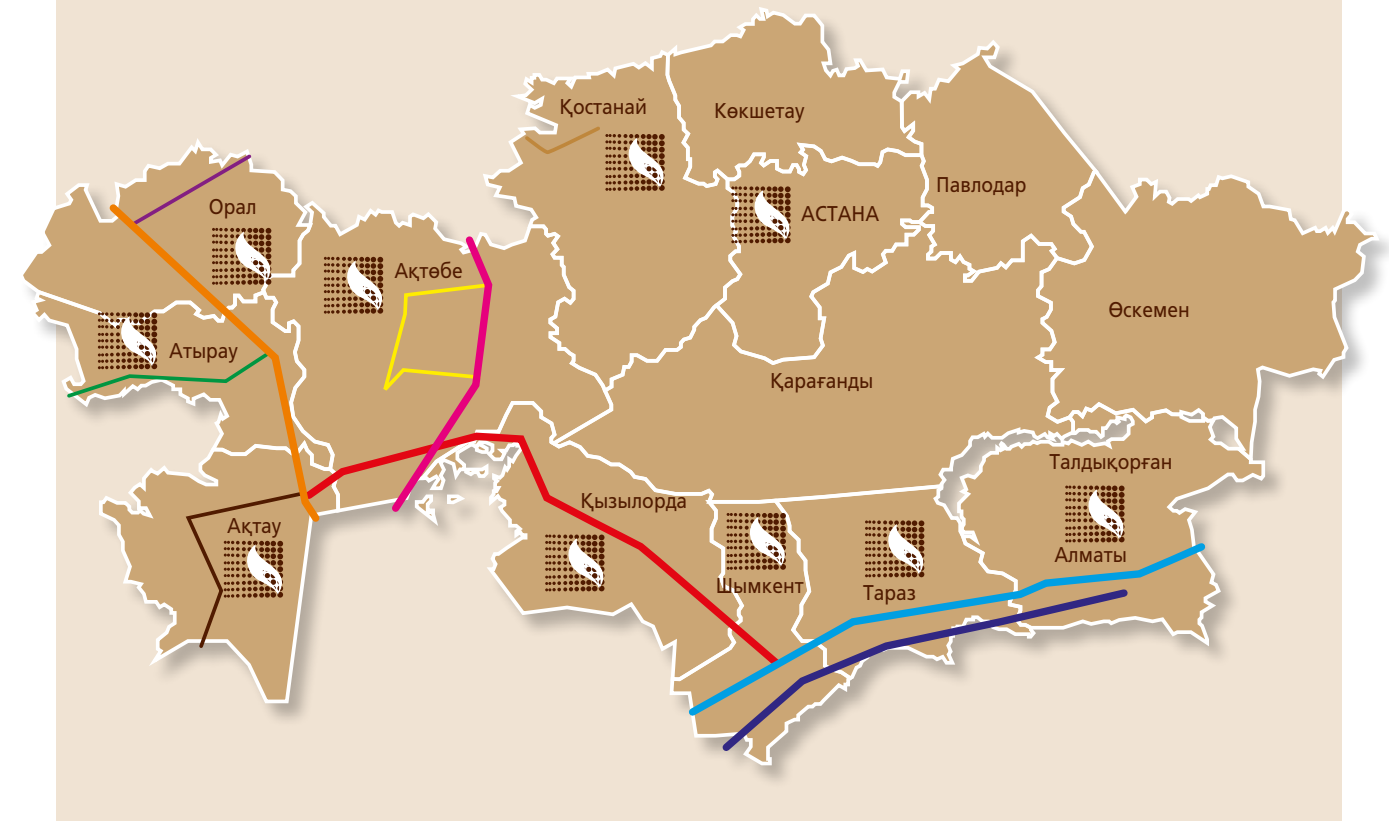 Қостанай
Көкшетау
Павлодар
Орал
АСТАНА
Ақтөбе
Өскемен
Атырау
Қарағанды
Талдықорған
Қызылорда
Ақтау
Алматы
Шымкент
Тараз